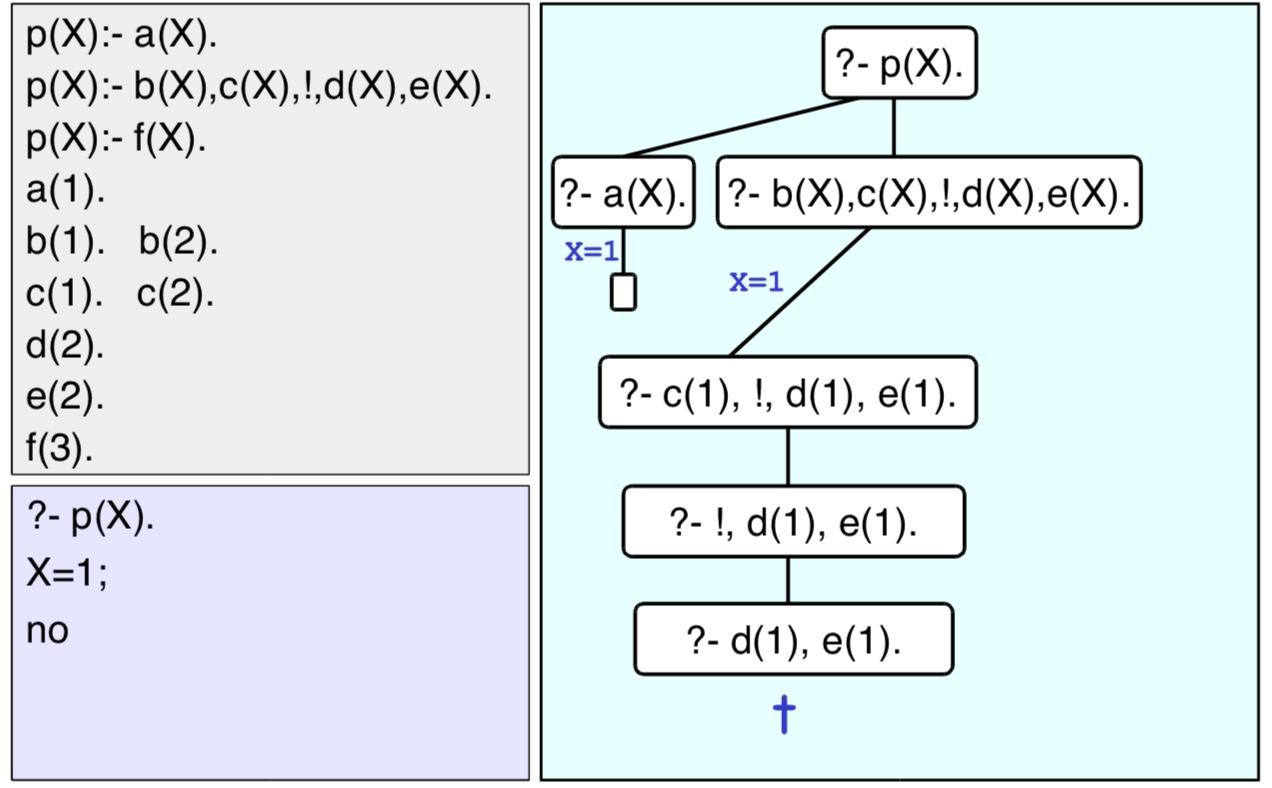 p(X):- a(X).
p(X):- b(X),c(X),!,d(X),e(X).
p(X):- f(X).
a(1).
b(1). b(2).
c(1). c(2).
d(2).
e(2).
f(3).
?- p(X).
X=1;
no
?- p(X).
?- a(X).
?- b(X),c(X),!,d(X),e(X).
X=1
X=1
?- c(1), !, d(1), e(1).
?- !, d(1), e(1).
?- d(1), e(1).
†